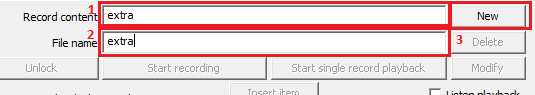 1
Record content extra New
2
File name extra 3 Delete
Unlock Start recording Start single record playback Modify
Insert item Listen playback